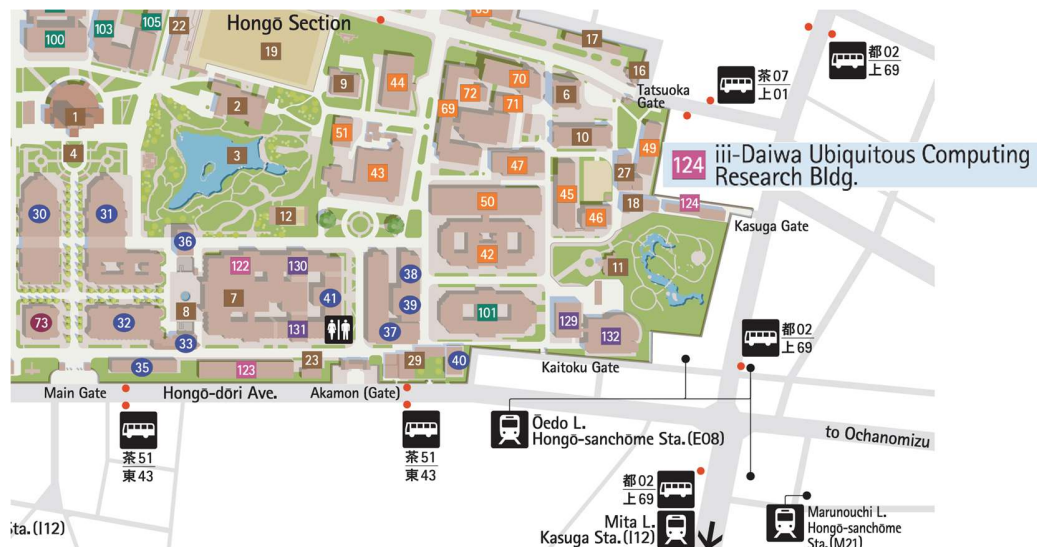 103
105
22
100
Hongō Section
19
17
44
70
16
9
72
6
Tatsuoka
Gate
茶07
上01
都02
上69
2
71
69
1
51
10
49
4
3
47
iii-Daiwa Ubiquitous Computing
Research Bldg.
124
43
27
30
31
50
45
18
124
12
46
Kasuga Gate
36
42
122
130
38
11
7
41
39
101
8
73
32
131
129
132
33
37
都02
上69
35
123
23
29
40
Kaitoku Gate
Main Gate
Hongō-dōri Ave.
Akamon (Gate)
茶51
東43
茶51
東43
Ōedo L.
Hongō-sanchōme Sta.(E08)
to Ochanomizu
都02
上69
Mita L.
Kasuga Sta.(I12)
Marunouchi L.
Hongō-sanchōme
Sta.(M21)
Sta.(I12)